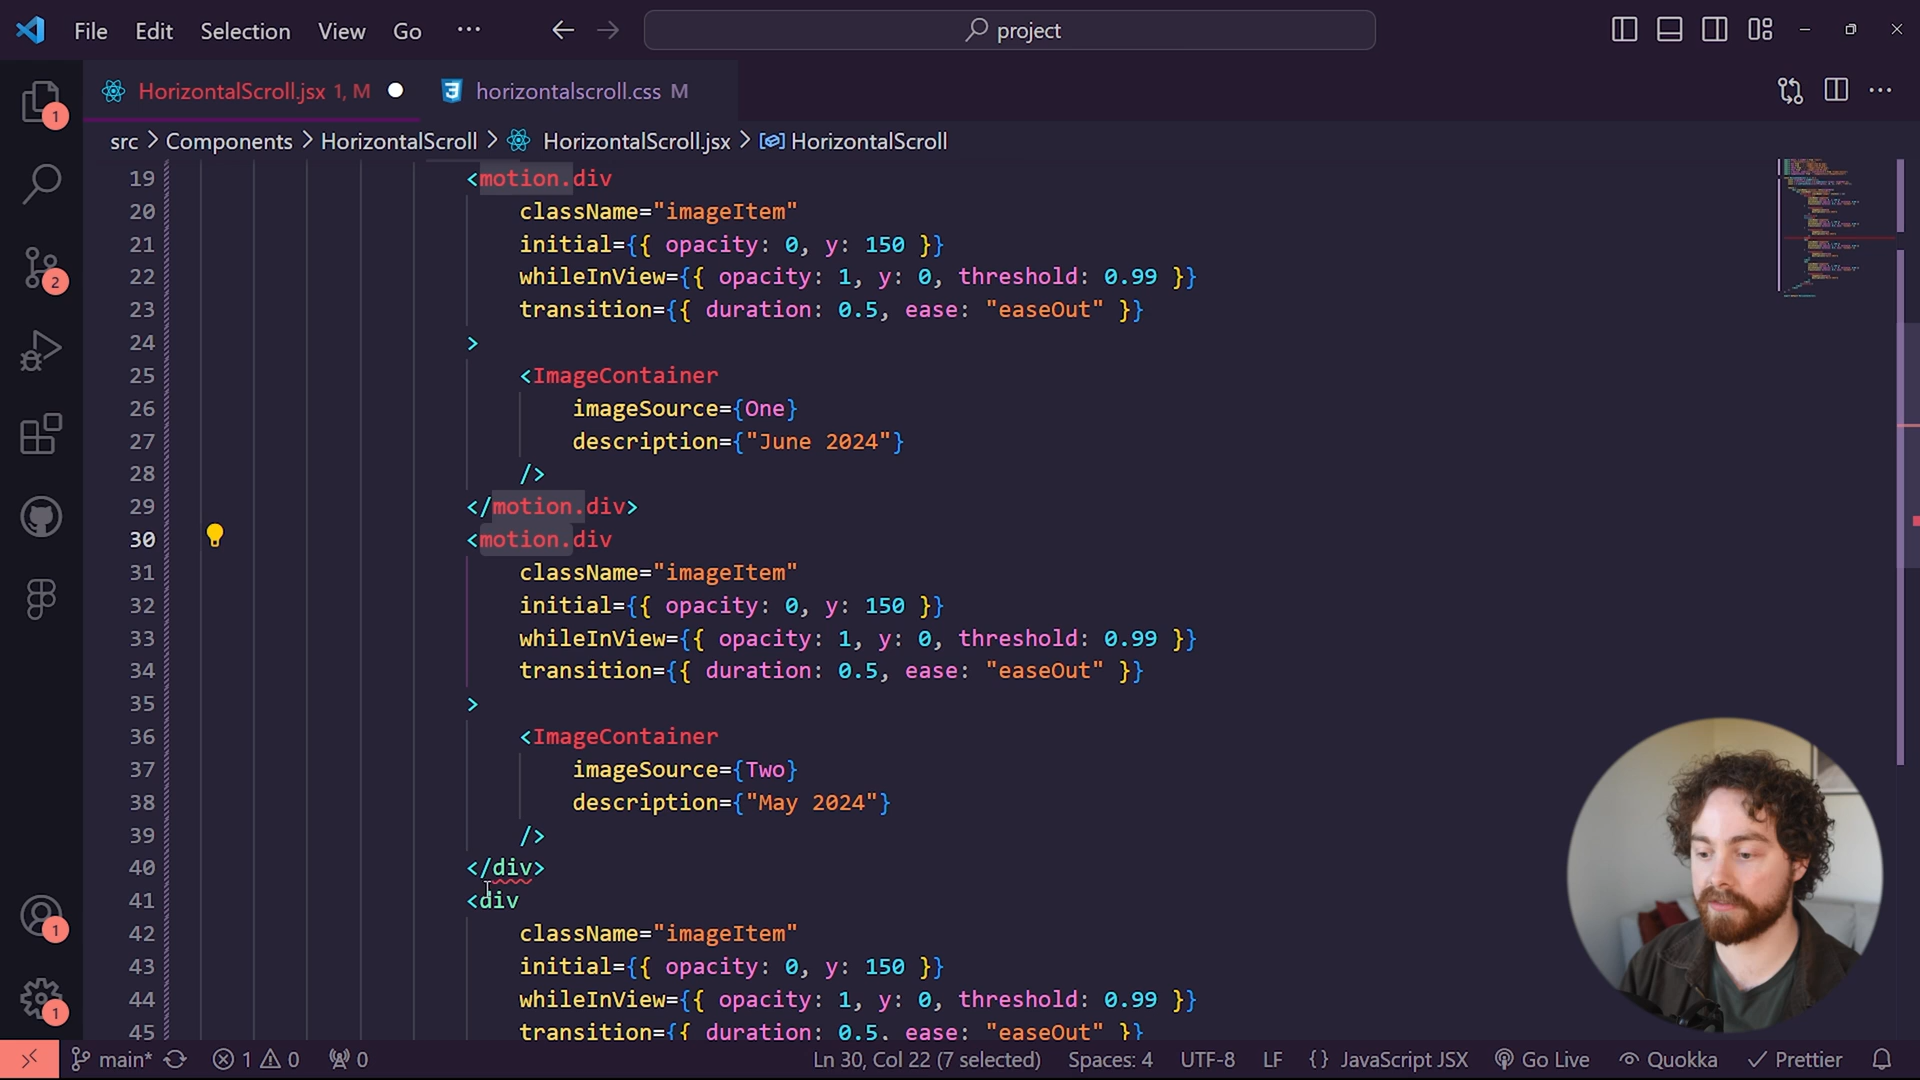 File Edit Selection View Go ··· project
HorizontalScroll.jsx 1, M horizontalscroll.css M
src > Components > HorizontalScroll > HorizontalScroll.jsx > HorizontalScroll
19 <motion.div
20 className="imageItem"
21 initial={{ opacity: 0, y: 150 }}
22 whileInView={{ opacity: 1, y: 0, threshold: 0.99 }}
23 transition={{ duration: 0.5, ease: "easeOut" }}
24 >
25 <ImageContainer
26 imageSource={One}
27 description={"June 2024"}
28 />
29 </motion.div>
30 <motion.div
31 className="imageItem"
32 initial={{ opacity: 0, y: 150 }}
33 whileInView={{ opacity: 1, y: 0, threshold: 0.99 }}
34 transition={{ duration: 0.5, ease: "easeOut" }}
35 >
36 <ImageContainer
37 imageSource={Two}
38 description={"May 2024"}
39 />
40 </div>
41 <div
42 className="imageItem"
43 initial={{ opacity: 0, y: 150 }}
44 whileInView={{ opacity: 1, y: 0, threshold: 0.99 }}
45 transition={{ duration: 0.5, ease: "easeOut" }}
1
2
1
1
main* 1 0 0 Ln 30, Col 22 (7 selected) Spaces: 4 UTF-8 LF {} JavaScript JSX Go Live Quokka Prettier